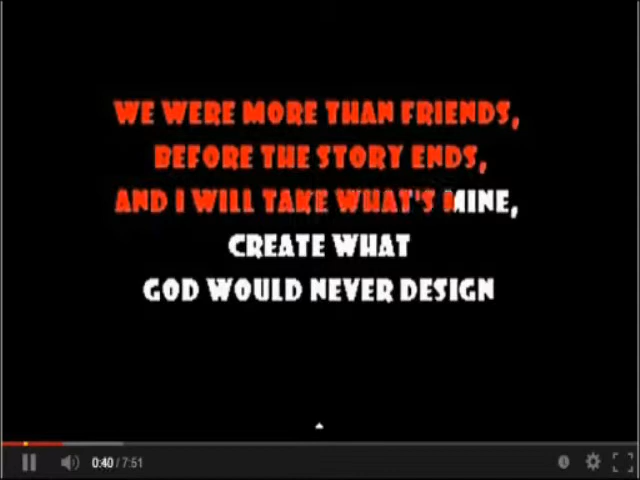 WE WERE MORE THAN FRIENDS,
BEFORE THE STORY ENDS,
AND I WILL TAKE WHAT'S MINE,
CREATE WHAT
GOD WOULD NEVER DESIGN
0:40 / 7:51